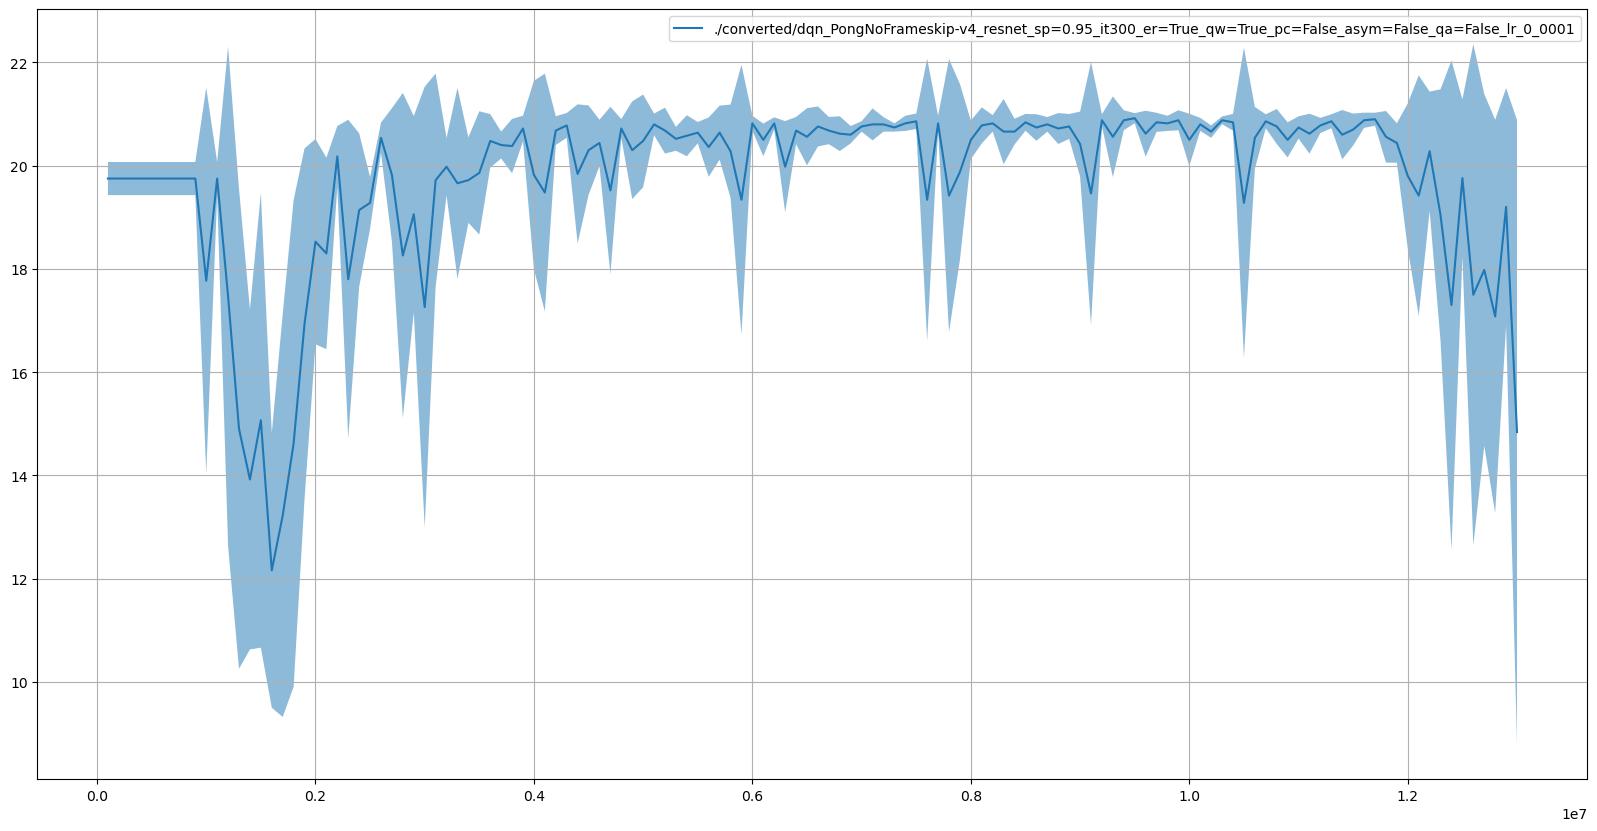 ./converted/dqn_PongNoFrameskip-v4_resnet_sp=0.95_it300_er=True_qw=True_pc=False_asym=False_qa=False_lr_0_0001
22
20
18
16
14
12
10
0.0 0.2 0.4 0.6 0.8 1.0 1.2
1e7